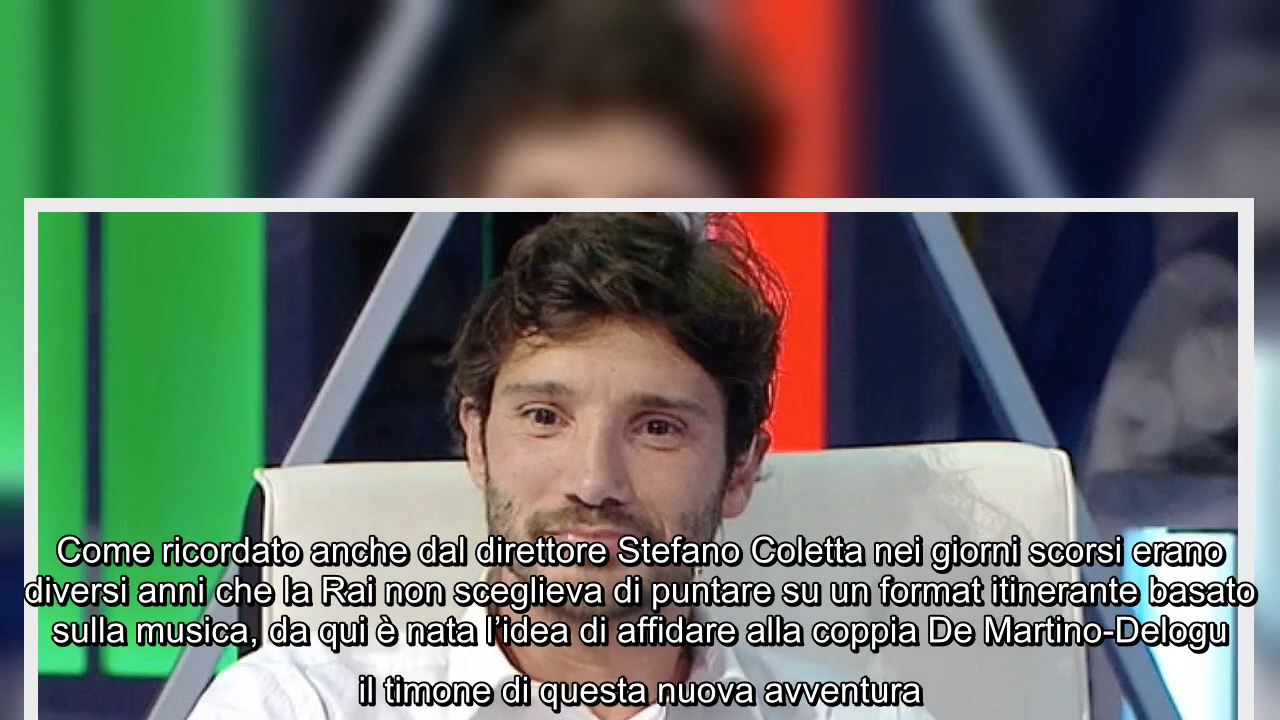 Come ricordato anche dal direttore Stefano Coletta nei giorni scorsi erano
diversi anni che la Rai non sceglieva di puntare su un format itinerante basato
sulla musica, da qui è nata l’idea di affidare alla coppia De Martino-Delogu
il timone di questa nuova avventura